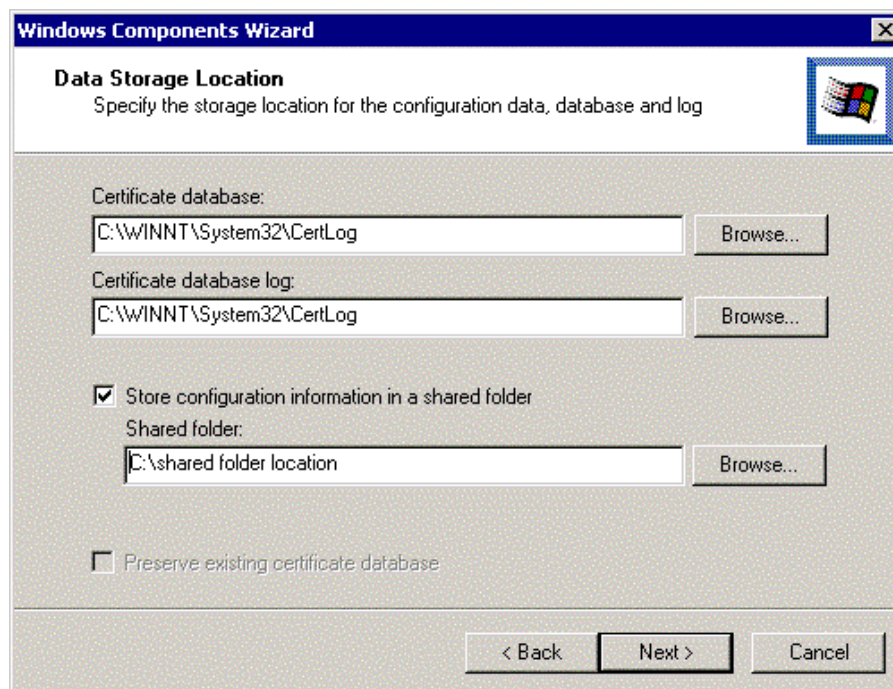 Windows Components Wizard
Data Storage Location
Specify the storage location for the configuration data, database and log
Certificate database:
C:\WINNT\System32\CertLog
Browse...
Certificate database log:
C:\WINNT\System32\CertLog
Browse...
Store configuration information in a shared folder
Shared folder:
C:\shared folder location
Browse...
Preserve existing certificate database
< Back
Next >
Cancel